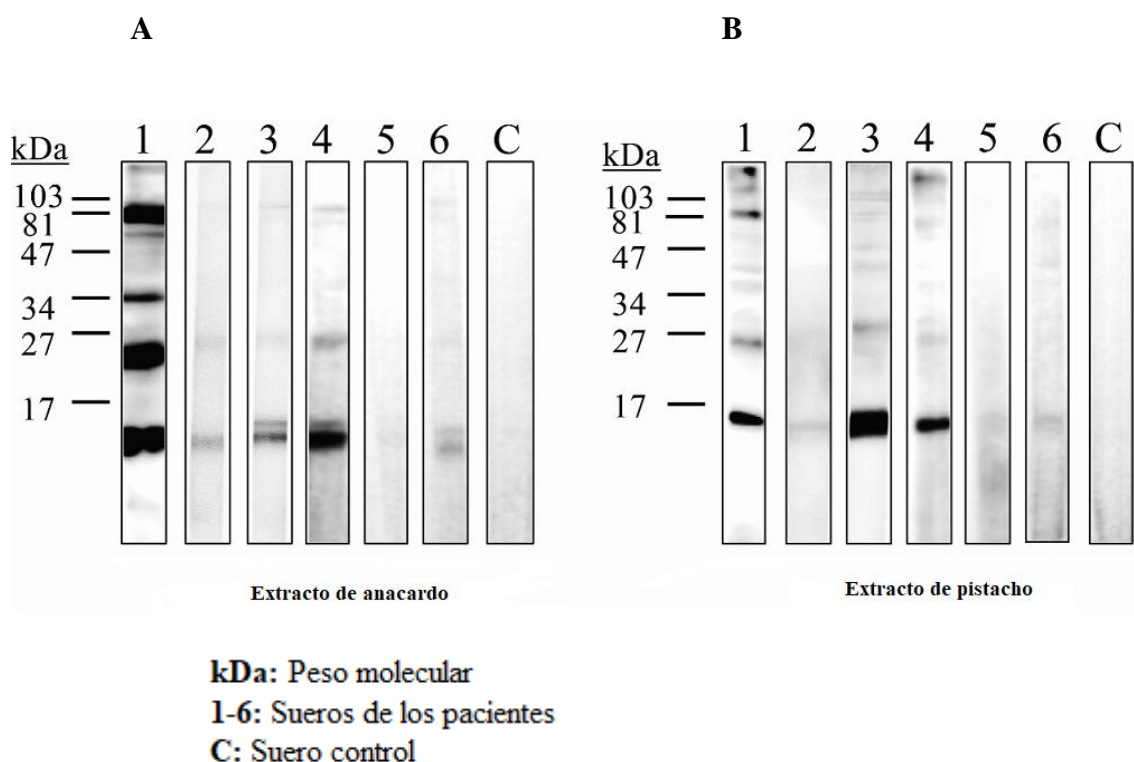 A
B
kDa 1 2 3 4 5 6 C
103
81
47
34
27
17
Extracto de anacardo
kDa 1 2 3 4 5 6 C
103
81
47
34
27
17
Extracto de pistacho
kDa: Peso molecular
1-6: Sueros de los pacientes
C: Suero control